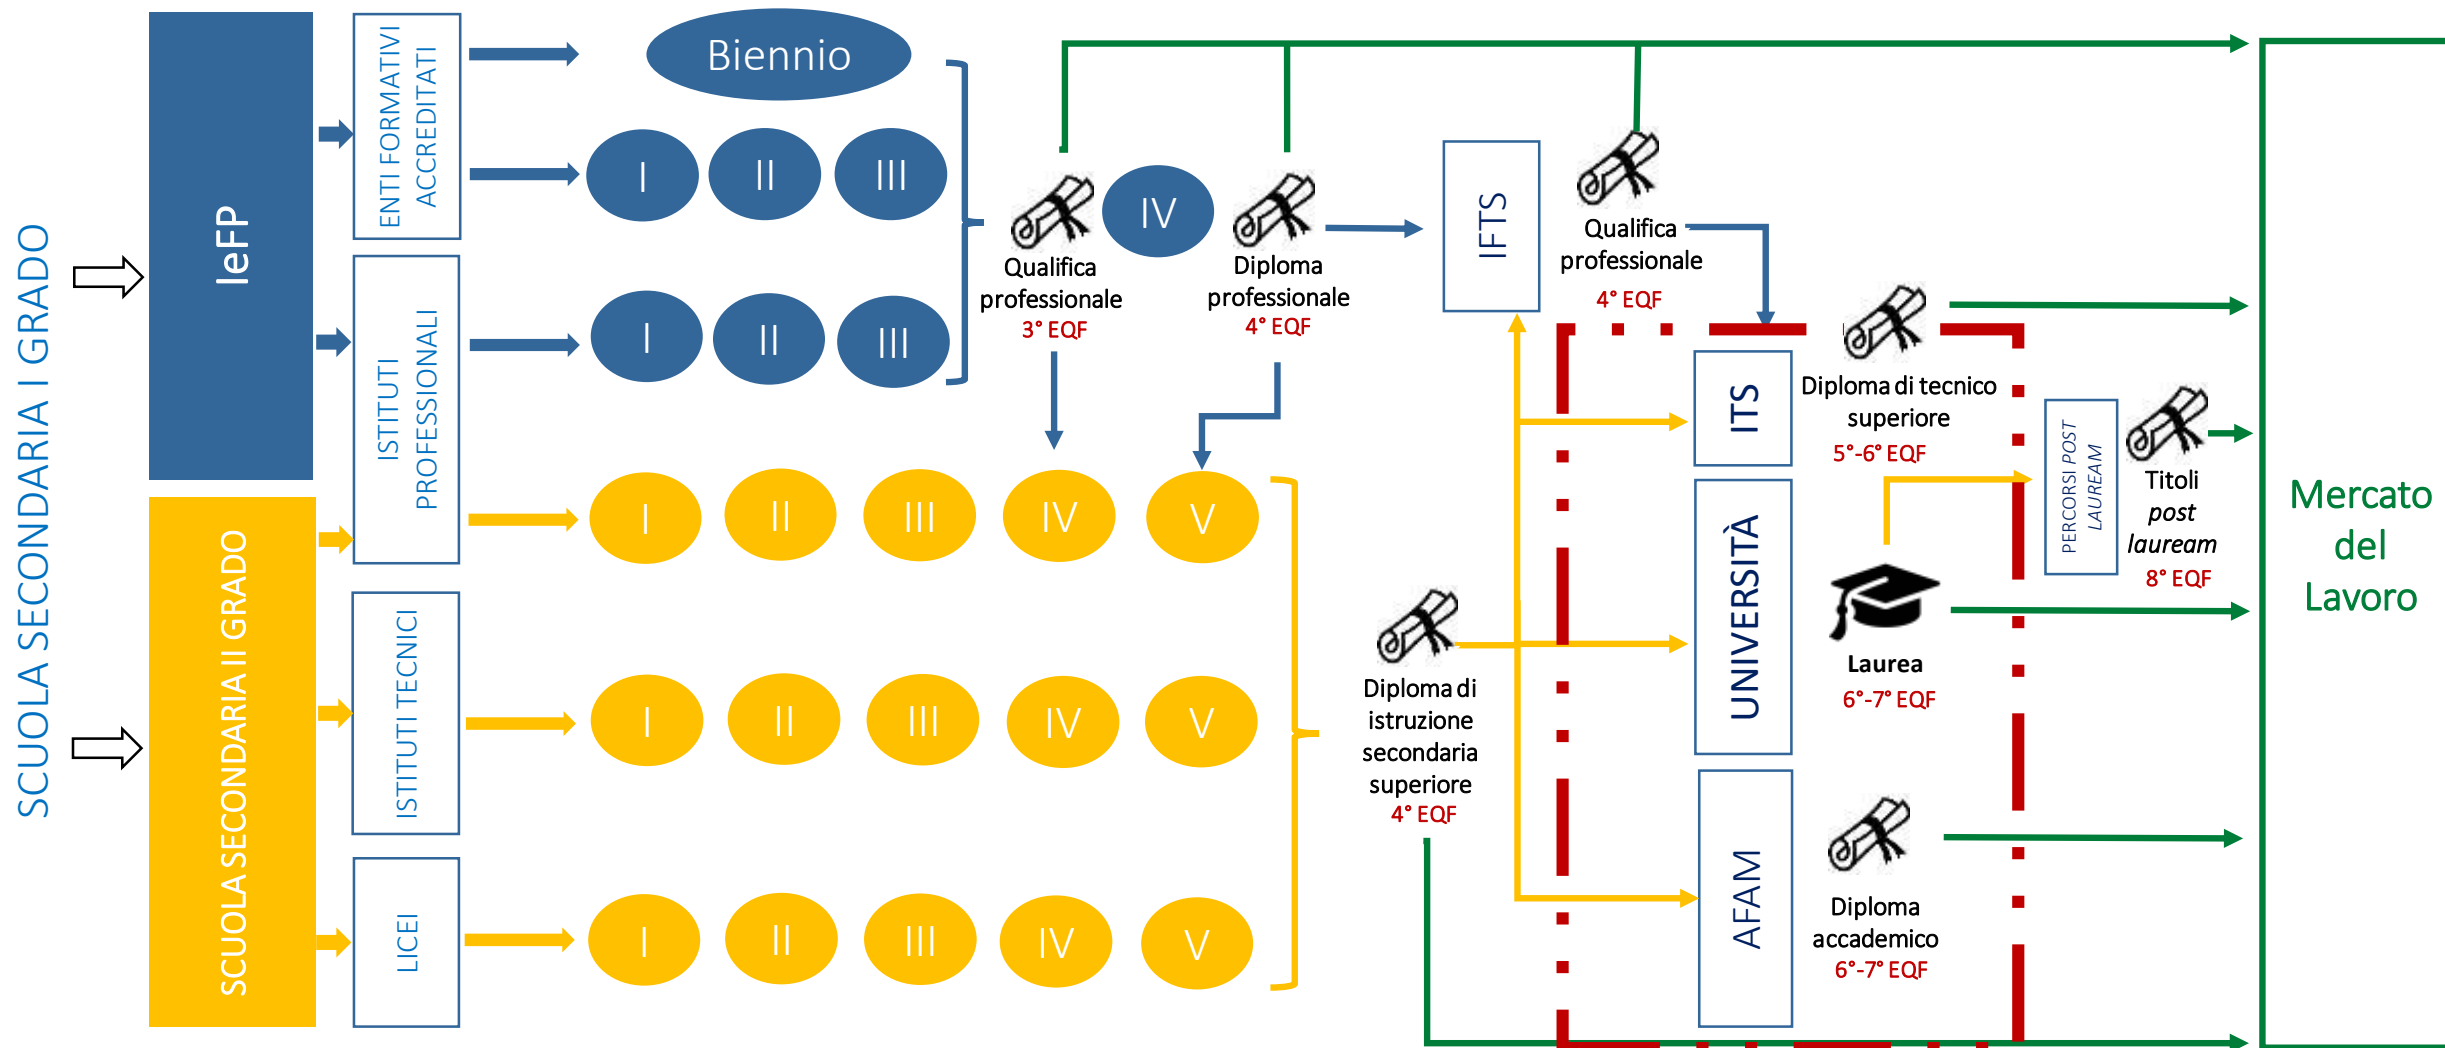 SCUOLA SECONDARIA I GRADO
IeFP
SCUOLA SECONDARIA II GRADO
ENTI FORMATIVI
ACCREDITATI
ISTITUTI
PROFESSIONALI
ISTITUTI TECNICI
LICEI
Biennio
I
II
III
I
II
III
I
II
III
IV
V
I
II
III
IV
V
I
II
III
IV
V
Qualifica
professionale
3° EQF
IV
Diploma
professionale
4° EQF
IFTS
Qualifica
professionale
4° EQF
Diploma di
istruzione
secondaria
superiore
4° EQF
ITS
Diploma di tecnico
superiore
5°-6° EQF
UNIVERSITÀ
Laurea
6°-7° EQF
AFAM
Diploma
accademico
6°-7° EQF
PERCORSI POST
LAUREAM
Titoli
post
lauream
8° EQF
Mercato
del
Lavoro